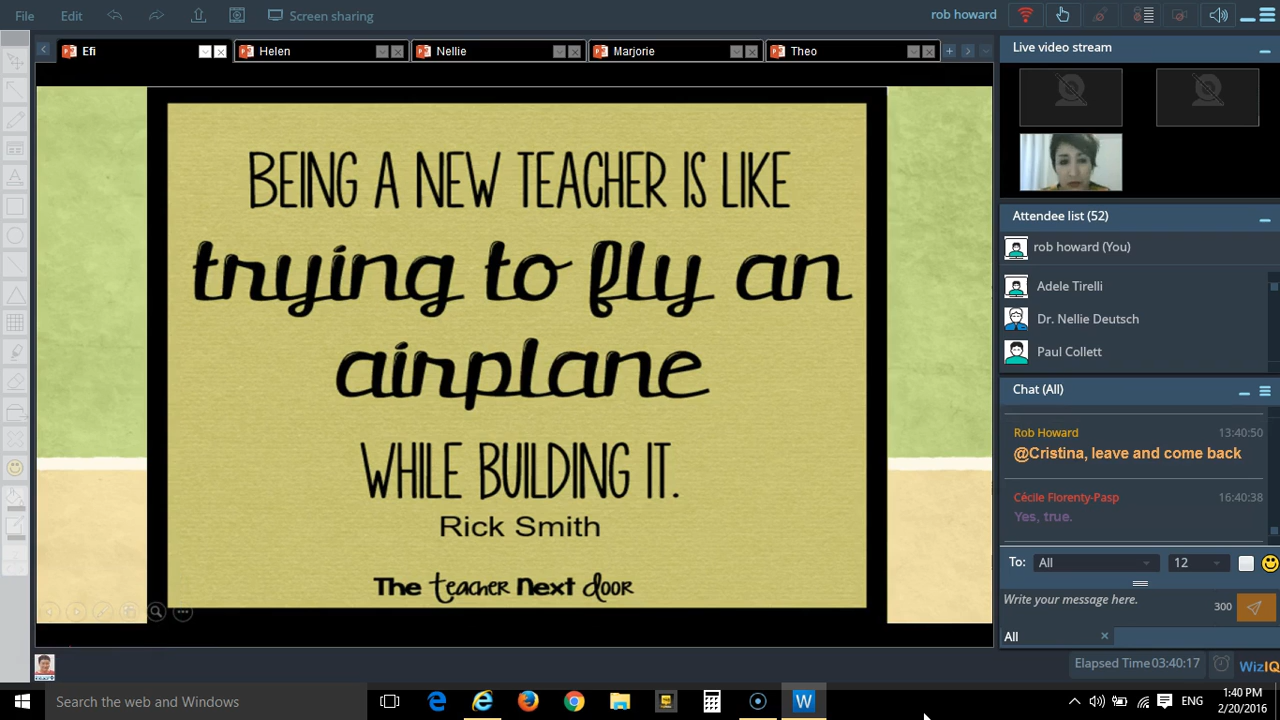 File Edit Screen sharing rob howard
Efi Helen Nellie Marjorie Theo
BEING A NEW TEACHER IS LIKE
trying to fly an
airplane
WHILE BUILDING IT.
Rick Smith
The teacher Next door
Live video stream
Attendee list (52)
rob howard (You)
Adele Tirelli
Dr. Nellie Deutsch
Paul Collett
Chat (All)
Rob Howard 13:40:50
@Cristina, leave and come back
Cécile Florenty-Pasp 16:40:38
Yes, true.
To: All 12
Write your message here. 300
All
Elapsed Time 03:40:17 WizIQ
Search the web and Windows
ENG
1:40 PM
2/20/2016